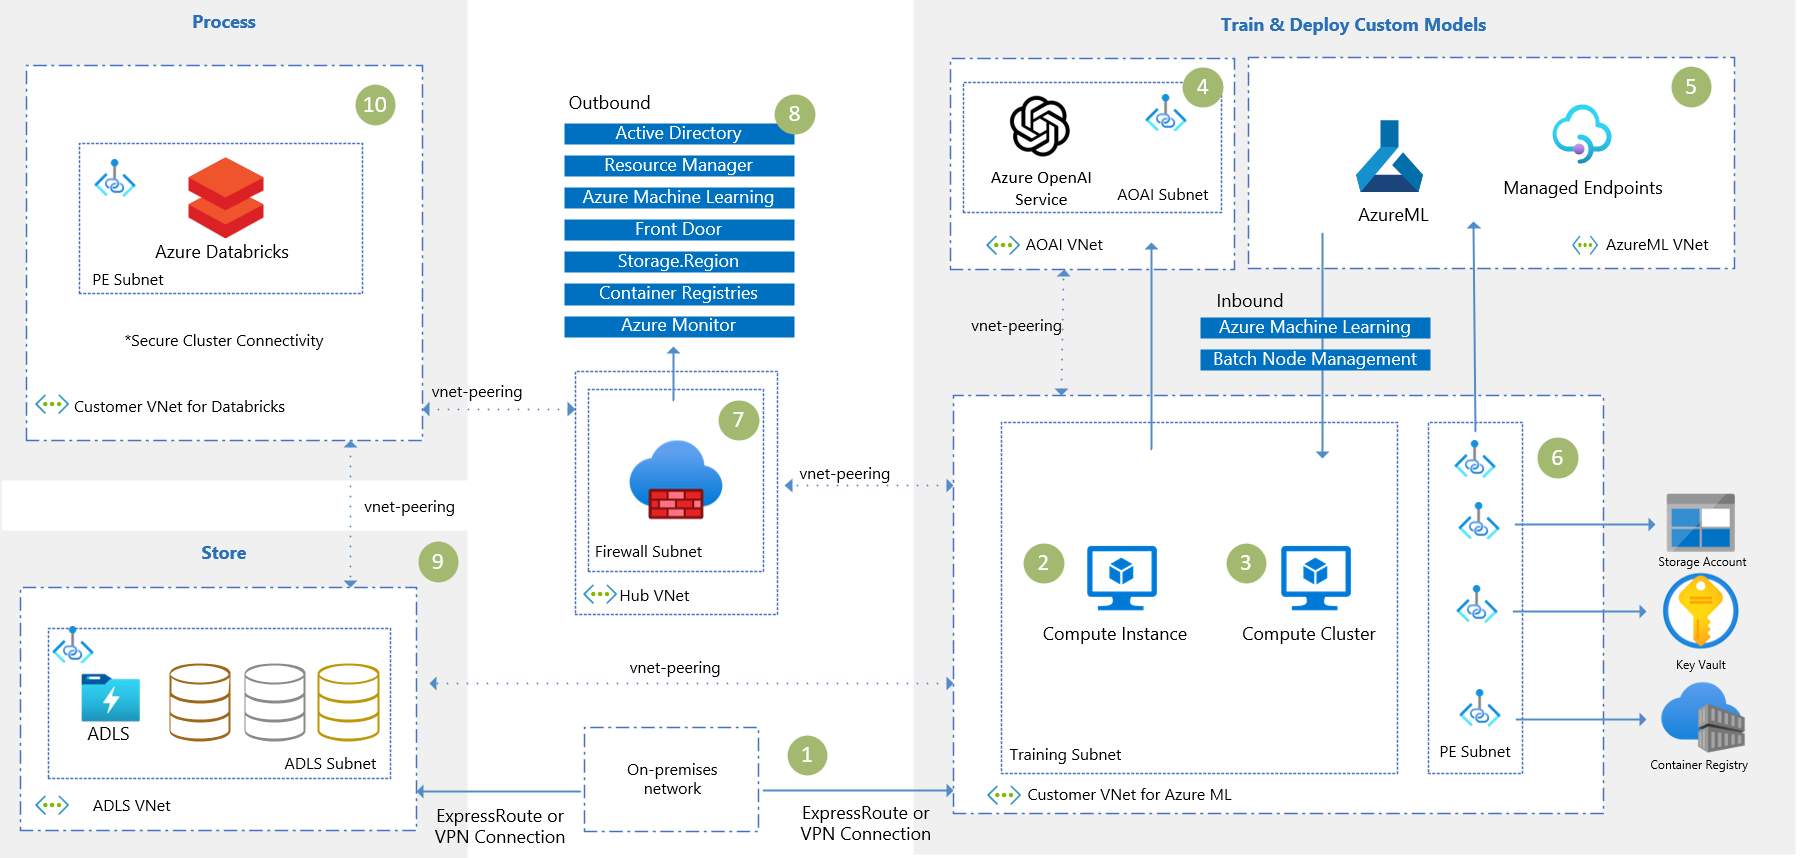 Process
10
Azure Databricks
PE Subnet
*Secure Cluster Connectivity
Customer VNet for Databricks
vnet-peering
vnet-peering
Store
9
ADLS
ADLS Subnet
ADLS VNet
Outbound
8
Active Directory
Resource Manager
Azure Machine Learning
Front Door
Storage.Region
Container Registries
Azure Monitor
7
Firewall Subnet
Hub VNet
vnet-peering
vnet-peering
On-premises
network
1
ExpressRoute or
VPN Connection
ExpressRoute or
VPN Connection
Train & Deploy Custom Models
4
Azure OpenAI
Service
AOAI Subnet
AOAI VNet
5
AzureML
Managed Endpoints
AzureML VNet
vnet-peering
Inbound
Azure Machine Learning
Batch Node Management
2
Compute Instance
3
Compute Cluster
Training Subnet
6
PE Subnet
Customer VNet for Azure ML
Storage Account
Key Vault
Container Registry